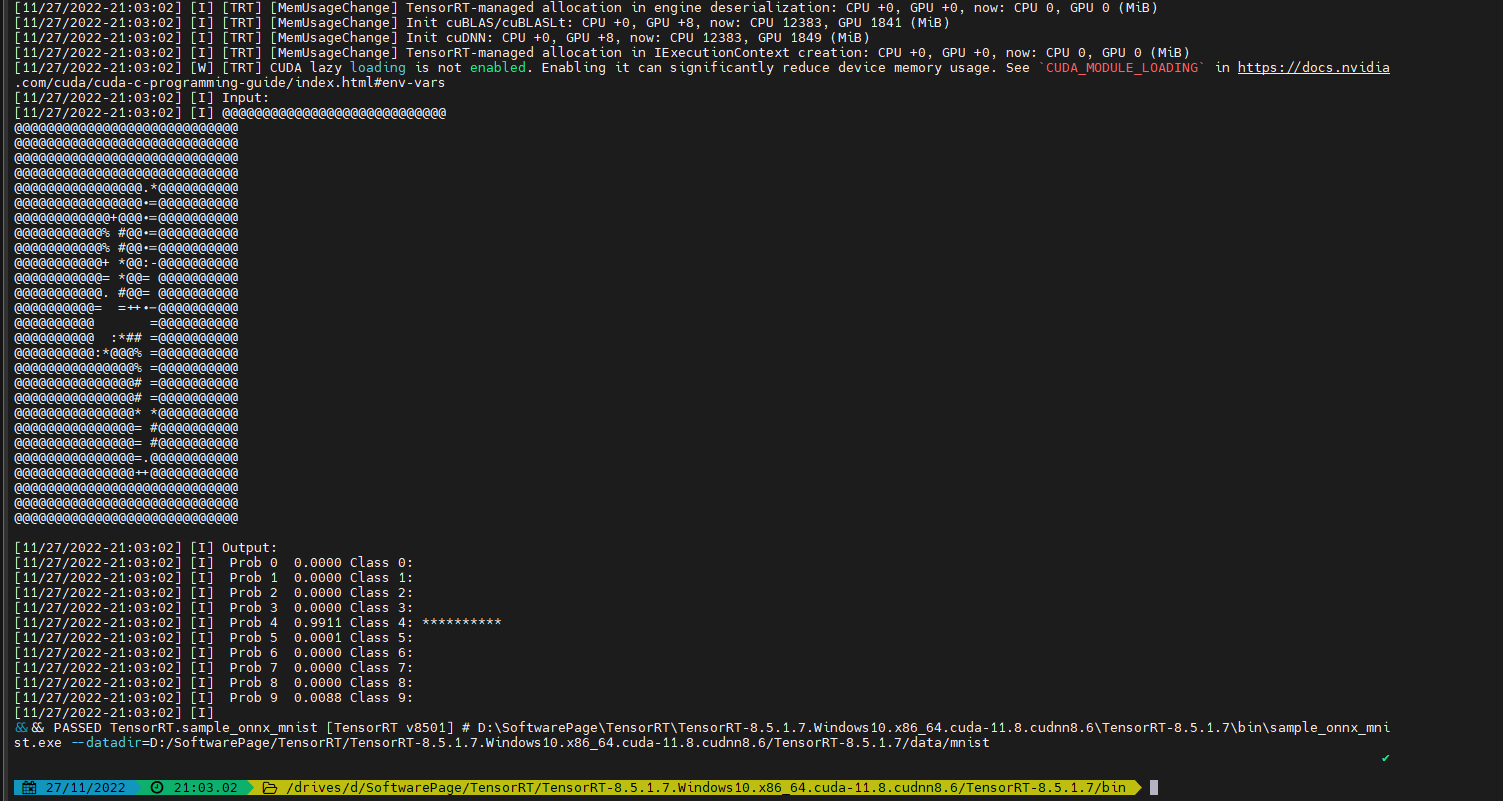 [11/27/2022-21:03:02] [I] [TRT] [MemUsageChange] TensorRT-managed allocation in engine deserialization: CPU +0, GPU +0, now: CPU 0, GPU 0 (MiB)
[11/27/2022-21:03:02] [I] [TRT] [MemUsageChange] Init cuBLAS/cuBLASLt: CPU +0, GPU +8, now: CPU 12383, GPU 1841 (MiB)
[11/27/2022-21:03:02] [I] [TRT] [MemUsageChange] Init cuDNN: CPU +0, GPU +8, now: CPU 12383, GPU 1849 (MiB)
[11/27/2022-21:03:02] [I] [TRT] [MemUsageChange] TensorRT-managed allocation in IExecutionContext creation: CPU +0, GPU +0, now: CPU 0, GPU 0 (MiB)
[11/27/2022-21:03:02] [W] [TRT] CUDA lazy loading is not enabled. Enabling it can significantly reduce device memory usage. See `CUDA_MODULE_LOADING` in https://docs.nvidia
.com/cuda/cuda-c-programming-guide/index.html#env-vars
[11/27/2022-21:03:02] [I] Input:
[11/27/2022-21:03:02] [I] @@@@@@@@@@@@@@@@@@@@@@@@@@@@
@@@@@@@@@@@@@@@@@@@@@@@@@@@@
@@@@@@@@@@@@@@@@@@@@@@@@@@@@
@@@@@@@@@@@@@@@@@@@@@@@@@@@@
@@@@@@@@@@@@@@@@@@@@@@@@@@@@
@@@@@@@@@@@@@@@@.*@@@@@@@@@@
@@@@@@@@@@@@@@@@.=@@@@@@@@@@
@@@@@@@@@@@@+@@@.=@@@@@@@@@@
@@@@@@@@@@@% #@@.=@@@@@@@@@@
@@@@@@@@@@@% #@@.=@@@@@@@@@@
@@@@@@@@@@@+ *@@:-@@@@@@@@@@
@@@@@@@@@@@= *@@= @@@@@@@@@@
@@@@@@@@@@@. #@@= @@@@@@@@@@
@@@@@@@@@@=  =++.-@@@@@@@@@@
@@@@@@@@@@       =@@@@@@@@@@
@@@@@@@@@@  :*## =@@@@@@@@@@
@@@@@@@@@@:*@@@% =@@@@@@@@@@
@@@@@@@@@@@@@@@% =@@@@@@@@@@
@@@@@@@@@@@@@@@# =@@@@@@@@@@
@@@@@@@@@@@@@@@# =@@@@@@@@@@
@@@@@@@@@@@@@@@* *@@@@@@@@@@
@@@@@@@@@@@@@@@= #@@@@@@@@@@
@@@@@@@@@@@@@@@= #@@@@@@@@@@
@@@@@@@@@@@@@@@=.@@@@@@@@@@@
@@@@@@@@@@@@@@@++@@@@@@@@@@@
@@@@@@@@@@@@@@@@@@@@@@@@@@@@
@@@@@@@@@@@@@@@@@@@@@@@@@@@@
@@@@@@@@@@@@@@@@@@@@@@@@@@@@
[11/27/2022-21:03:02] [I] Output:
[11/27/2022-21:03:02] [I]  Prob 0  0.0000 Class 0:
[11/27/2022-21:03:02] [I]  Prob 1  0.0000 Class 1:
[11/27/2022-21:03:02] [I]  Prob 2  0.0000 Class 2:
[11/27/2022-21:03:02] [I]  Prob 3  0.0000 Class 3:
[11/27/2022-21:03:02] [I]  Prob 4  0.9911 Class 4: **********
[11/27/2022-21:03:02] [I]  Prob 5  0.0001 Class 5:
[11/27/2022-21:03:02] [I]  Prob 6  0.0000 Class 6:
[11/27/2022-21:03:02] [I]  Prob 7  0.0000 Class 7:
[11/27/2022-21:03:02] [I]  Prob 8  0.0000 Class 8:
[11/27/2022-21:03:02] [I]  Prob 9  0.0088 Class 9:
[11/27/2022-21:03:02] [I]
&&&& PASSED TensorRT.sample_onnx_mnist [TensorRT v8501] # D:\SoftwarePage\TensorRT\TensorRT-8.5.1.7.Windows10.x86_64.cuda-11.8.cudnn8.6\TensorRT-8.5.1.7\bin\sample_onnx_mni
st.exe --datadir=D:/SoftwarePage/TensorRT/TensorRT-8.5.1.7.Windows10.x86_64.cuda-11.8.cudnn8.6/TensorRT-8.5.1.7/data/mnist
✔
27/11/2022 21:03.02 /drives/d/SoftwarePage/TensorRT/TensorRT-8.5.1.7.Windows10.x86_64.cuda-11.8.cudnn8.6/TensorRT-8.5.1.7/bin